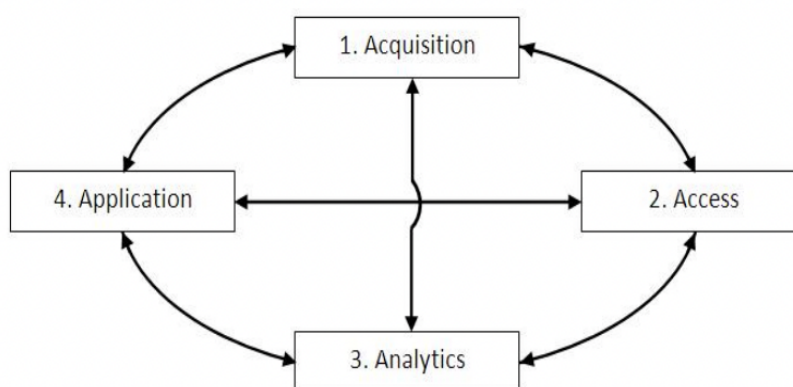 1. Acquisition
4. Application
2. Access
3. Analytics